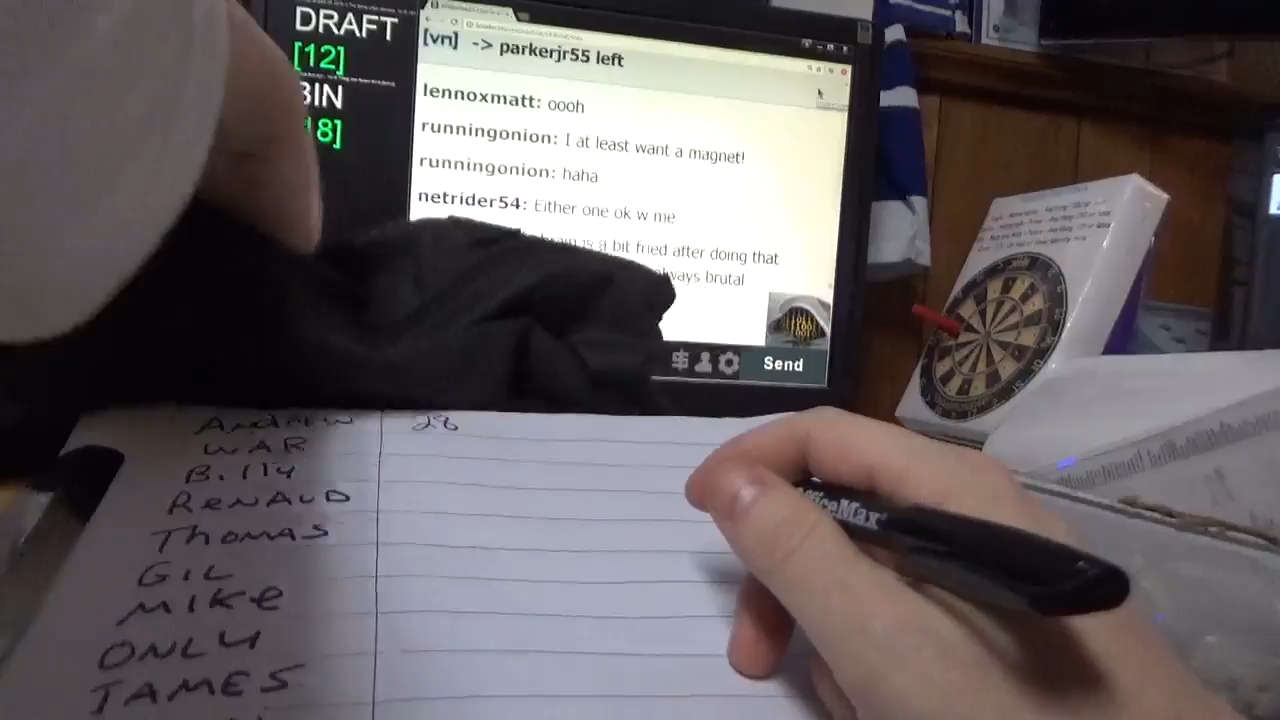 DRAFT
[12]
BIN
18]
[vn] -> parkerjr55 left
lennoxmatt: oooh
runningonion: I at least want a magnet!
runningonion: haha
netrider54: Either one ok w me
is a bit fried after doing that
always brutal
Send
OfficeMax
Andrew 28
WAR
Billy
RENAUD
THOMAS
GIL
MIKe
ONLY
JAMES